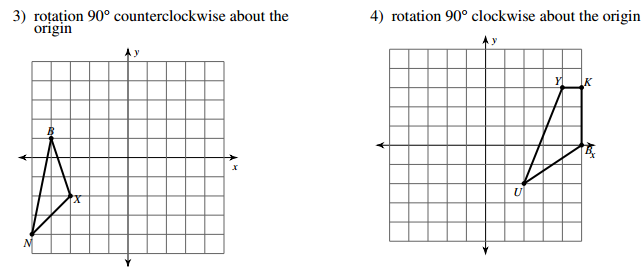 3) rotation 90° counterclockwise about the
origin
y
B
x
X
N
4) rotation 90° clockwise about the origin
y
Y
K
B
x
U